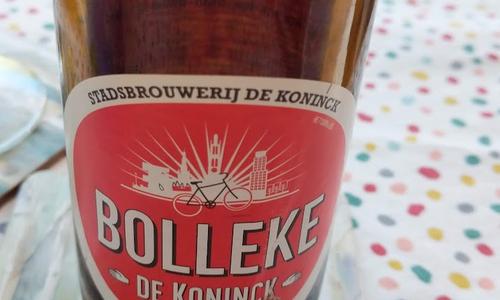 STADSBROUWERIJ DE KONINCK
BOLLEKE
DE KONINCK